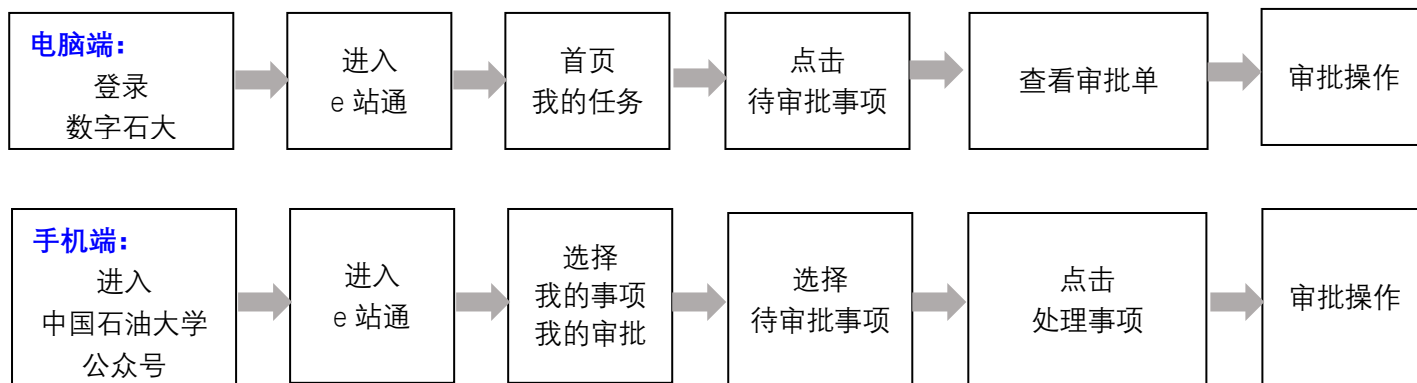 电脑端:
登录
数字石大
进入
e 站通
首页
我的任务
点击
待审批事项
查看审批单
审批操作
手机端:
进入
中国石油大学
公众号
进入
e 站通
选择
我的事项
我的审批
选择
待审批事项
点击
处理事项
审批操作